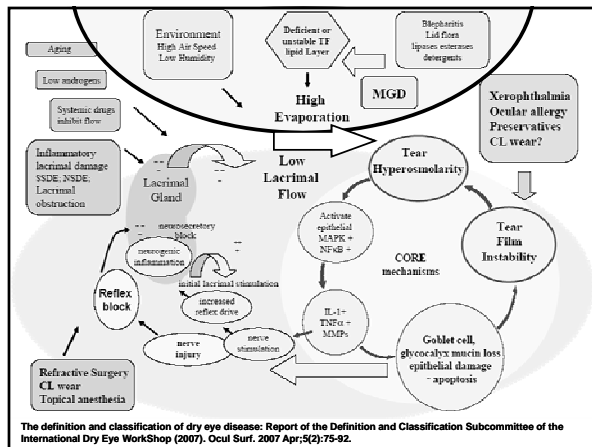 Environment
High Air Speed
Low Humidity
Deficient or
unstable TF
lipid Layer
Blepharitis
Lid flora
lipases esterases
detergents
MGD
High
Evaporation
Aging
Low androgens
Systemic drugs
inhibit flow
Inflammatory
lacrimal damage
SSDE; NSDE;
Lacrimal
obstruction
Lacrimal
Gland
Low
Lacrimal
Flow
Xerophthalmia
Ocular allergy
Preservatives
CL wear?
Tear
Hyperosmolarity
Activate
epithelial
MAPK +
NFκB +
CORE
mechanisms
Tear
Film
Instability
neurosecretory
block
neurogenic
inflammation
initial lacrimal stimulation
Reflex
block
increased
reflex drive
IL-1+
TNFα +
MMPs
nerve
injury
nerve
stimulation
Goblet cell,
glycocalyx mucin loss
epithelial damage
- apoptosis
Refractive Surgery
CL wear
Topical anesthesia
The definition and classification of dry eye disease: Report of the Definition and Classification Subcommittee of the
International Dry Eye WorkShop (2007). Ocul Surf. 2007 Apr;5(2):75-92.